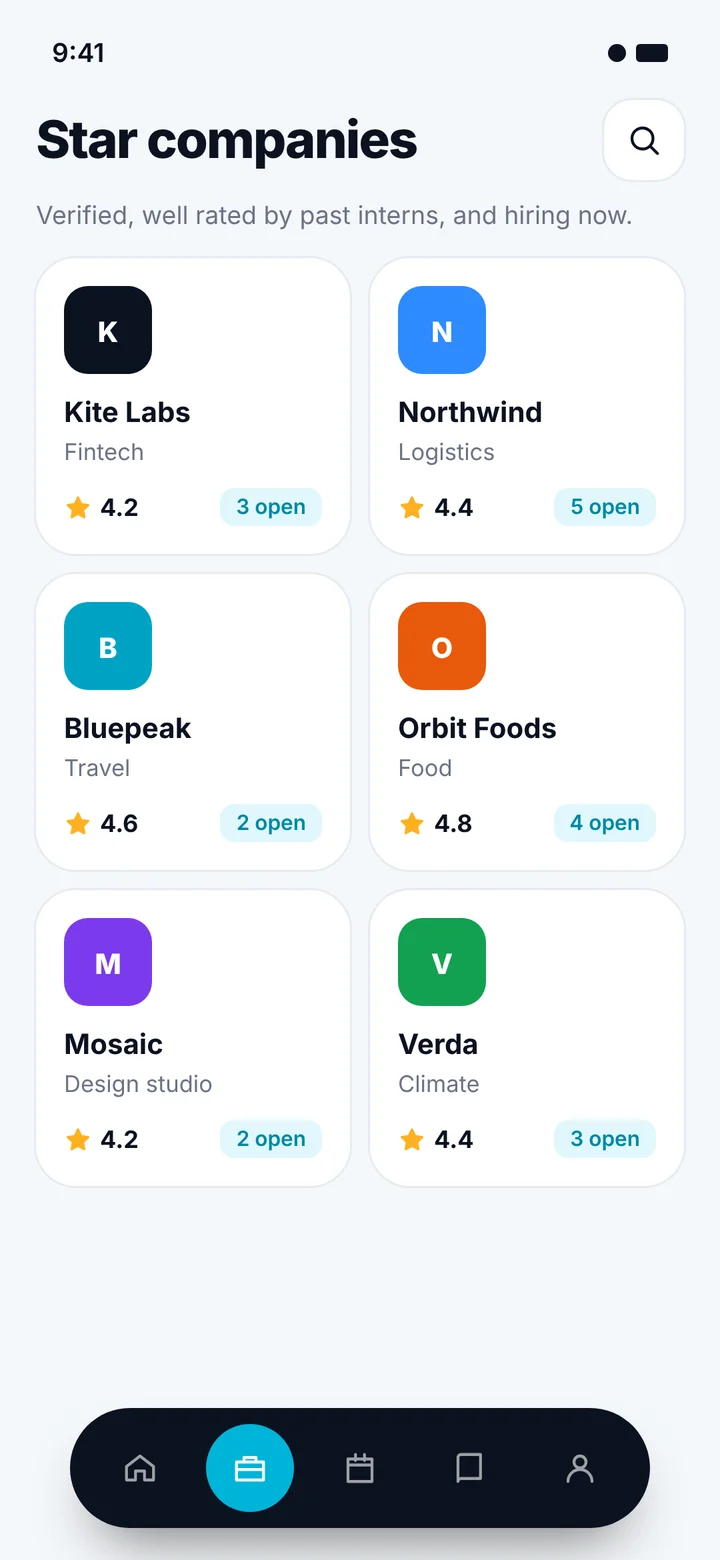 9:41
Star companies
Verified, well rated by past interns, and hiring now.
K
Kite Labs
Fintech
4.2
3 open
N
Northwind
Logistics
4.4
5 open
B
Bluepeak
Travel
4.6
2 open
O
Orbit Foods
Food
4.8
4 open
M
Mosaic
Design studio
4.2
2 open
V
Verda
Climate
4.4
3 open